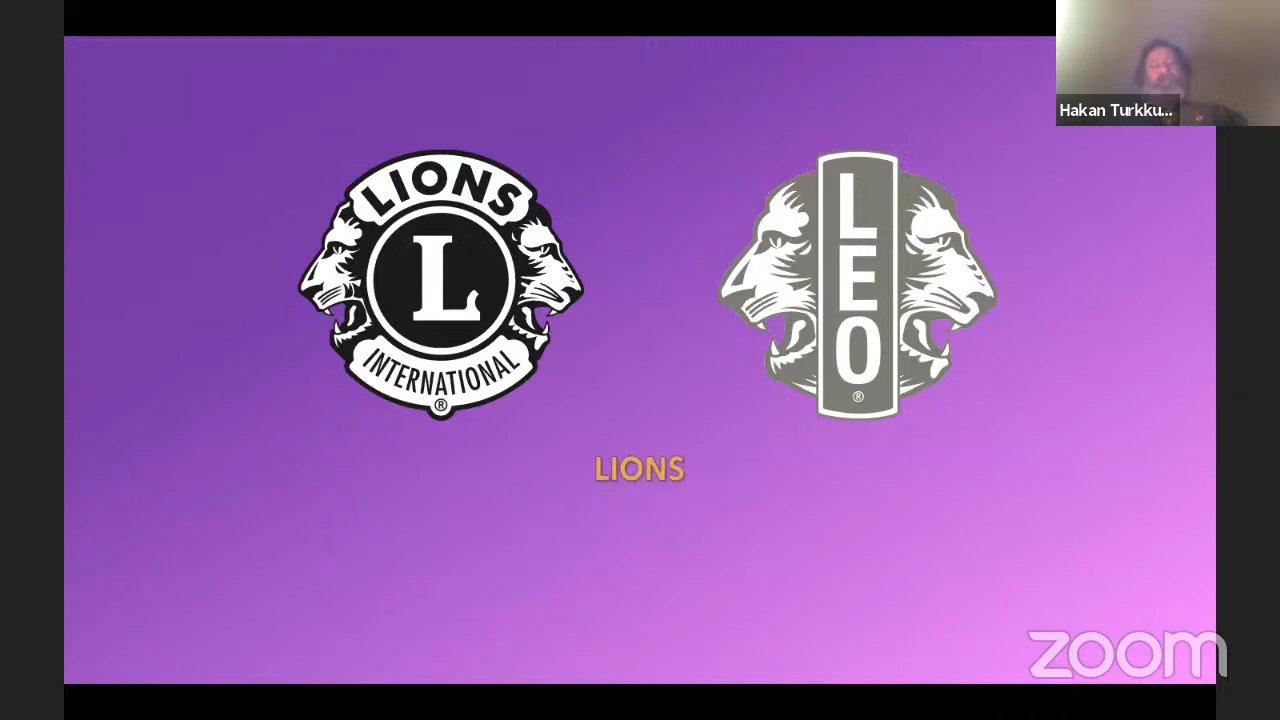 Hakan Turkku...
LIONS
L
INTERNATIONAL
®
LEO
®
LIONS
zoom